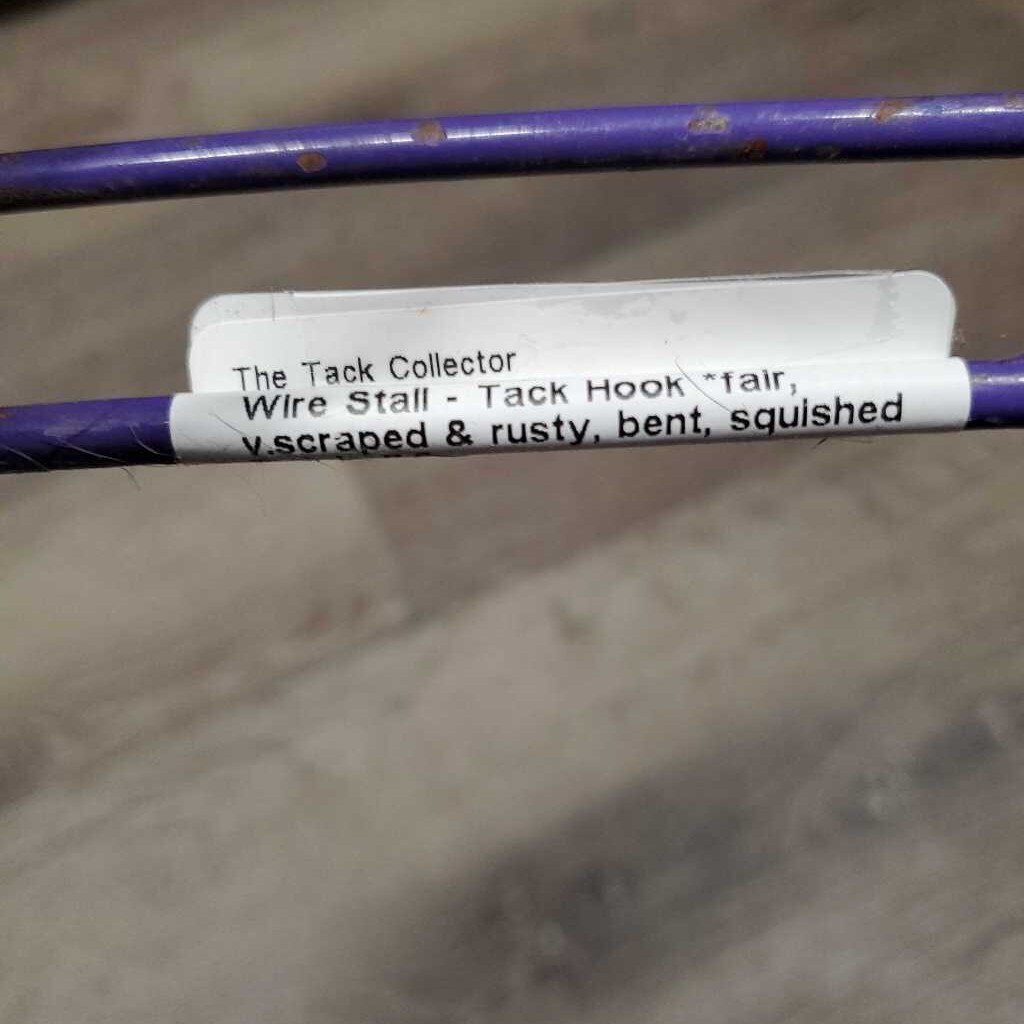 The Tack Collector
Wire Stall - Tack Hook *fair,
v.scraped & rusty, bent, squished